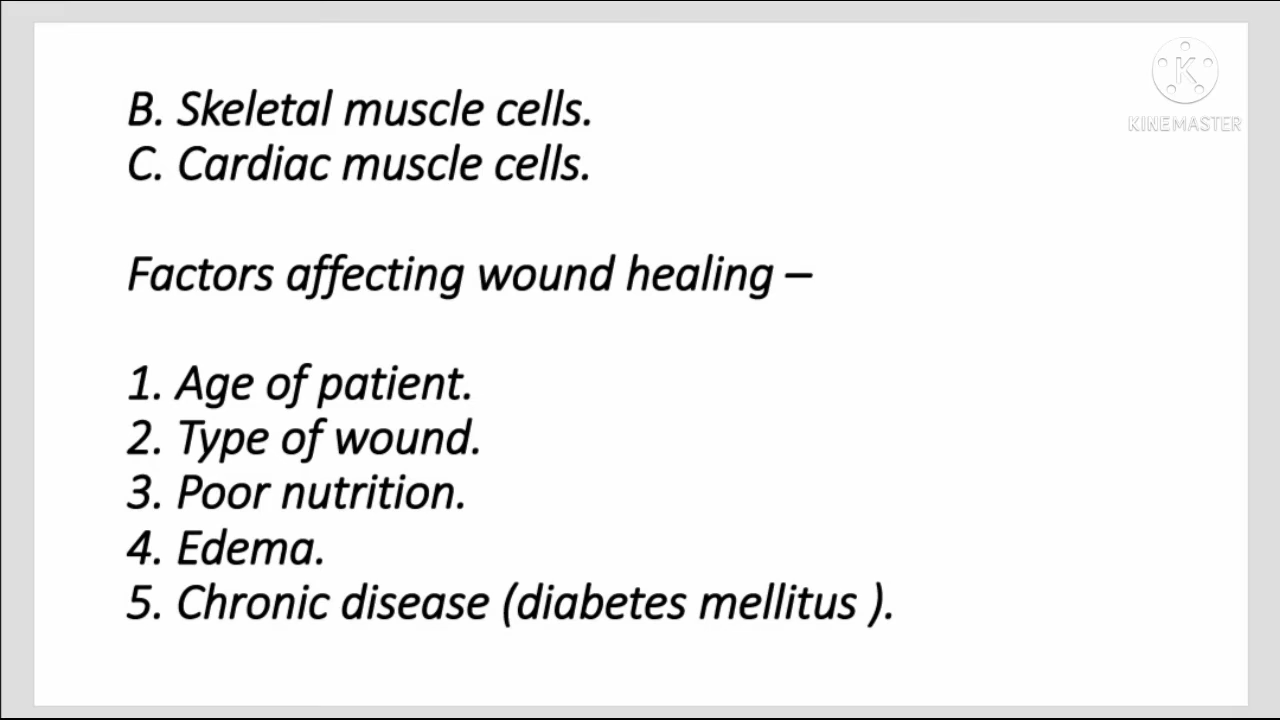 B. Skeletal muscle cells.
C. Cardiac muscle cells.
Factors affecting wound healing –
1. Age of patient.
2. Type of wound.
3. Poor nutrition.
4. Edema.
5. Chronic disease (diabetes mellitus ).
K
KINEMASTER